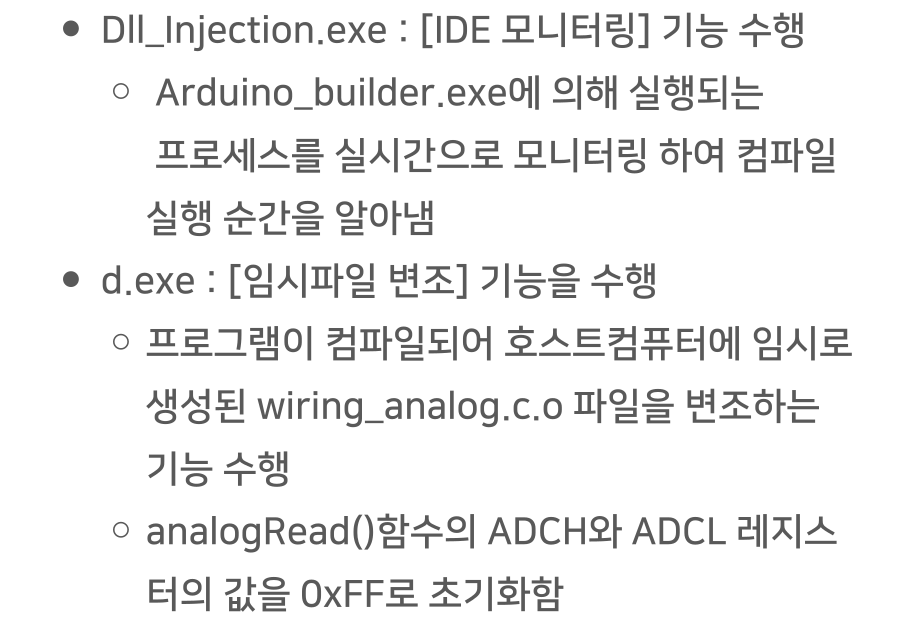 • Dll_Injection.exe : [IDE 모니터링] 기능 수행
○ Arduino_builder.exe에 의해 실행되는
프로세스를 실시간으로 모니터링 하여 컴파일
실행 순간을 알아냄
• d.exe : [임시파일 변조] 기능을 수행
○ 프로그램이 컴파일되어 호스트컴퓨터에 임시로
생성된 wiring_analog.c.o 파일을 변조하는
기능 수행
○ analogRead()함수의 ADCH와 ADCL 레지스
터의 값을 0xFF로 초기화함